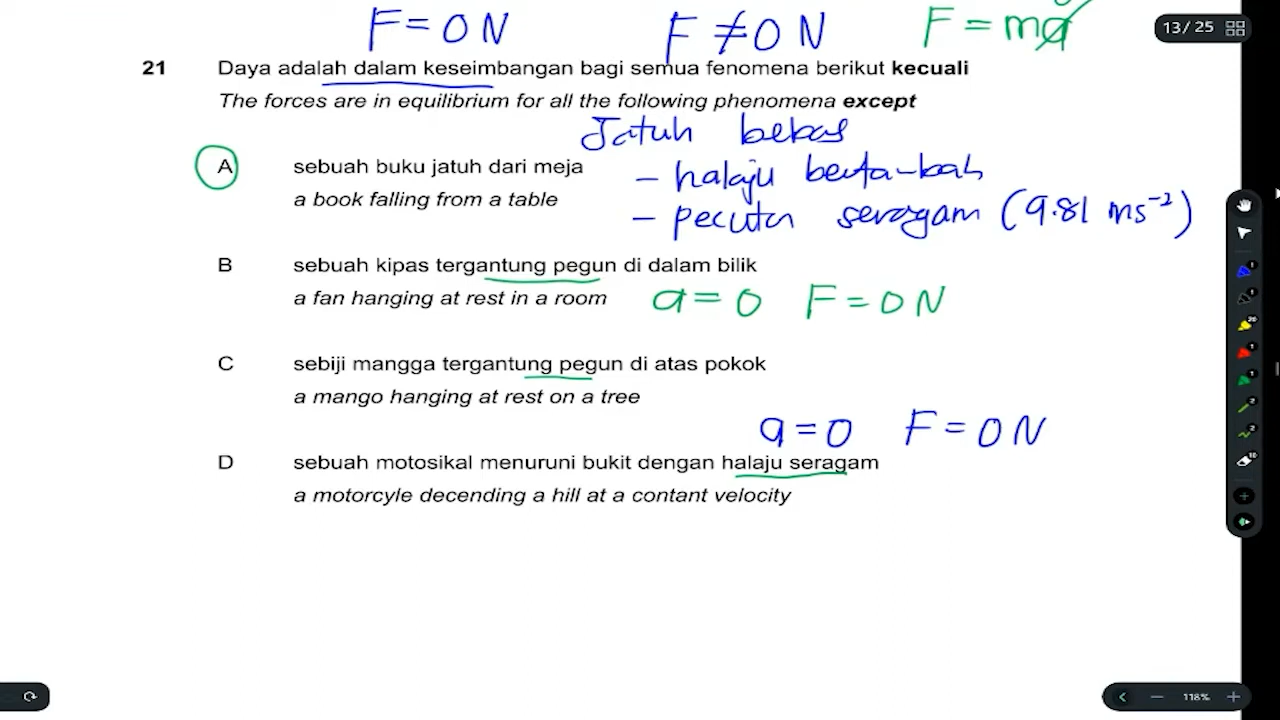 F = 0 N F ≠ 0 N F = ma
13 / 25
21 Daya adalah dalam keseimbangan bagi semua fenomena berikut kecuali
The forces are in equilibrium for all the following phenomena except
Jatuh bebas
A sebuah buku jatuh dari meja
- halaju berta-bah
a book falling from a table
- pecutan seragam (9.81 ms⁻²)
B sebuah kipas tergantung pegun di dalam bilik
a fan hanging at rest in a room
a = 0 F = 0 N
C sebiji mangga tergantung pegun di atas pokok
a mango hanging at rest on a tree
a = 0 F = 0 N
D sebuah motosikal menuruni bukit dengan halaju seragam
a motorcyle decending a hill at a contant velocity
118%